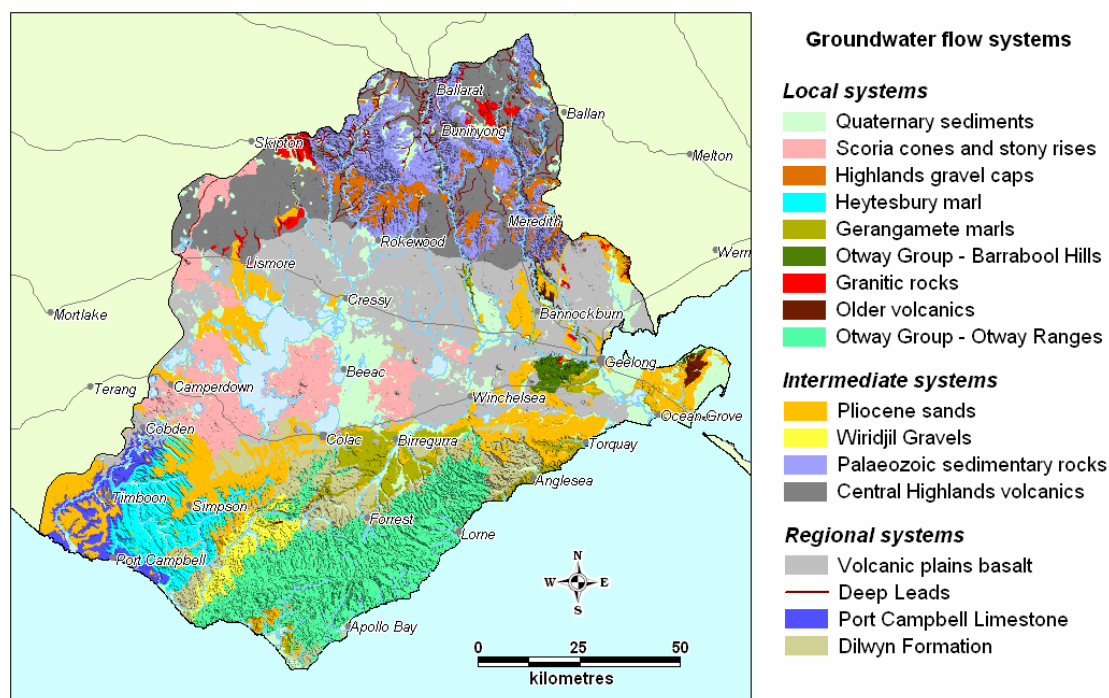 Ballarat
Ballan
Buninyong
Skipton
Melton
Meredith
Rokewood
Werr
Lismore
Cressy
Mortlake
Bannockburn
Geelong
Beeac
Terang
Camperdown
Winchelsea
Ocean Grove
Cobden
Colac
Birregurra
Torquay
Anglesea
Timboon
Simpson
Forrest
Lorne
Port Campbell
N
W E
S
Apollo Bay
0 25 50
kilometres
Groundwater flow systems
Local systems
Quaternary sediments
Scoria cones and stony rises
Highlands gravel caps
Heytesbury marl
Gerangamete marls
Otway Group - Barrabool Hills
Granitic rocks
Older volcanics
Otway Group - Otway Ranges
Intermediate systems
Pliocene sands
Wiridjil Gravels
Palaeozoic sedimentary rocks
Central Highlands volcanics
Regional systems
Volcanic plains basalt
Deep Leads
Port Campbell Limestone
Dilwyn Formation